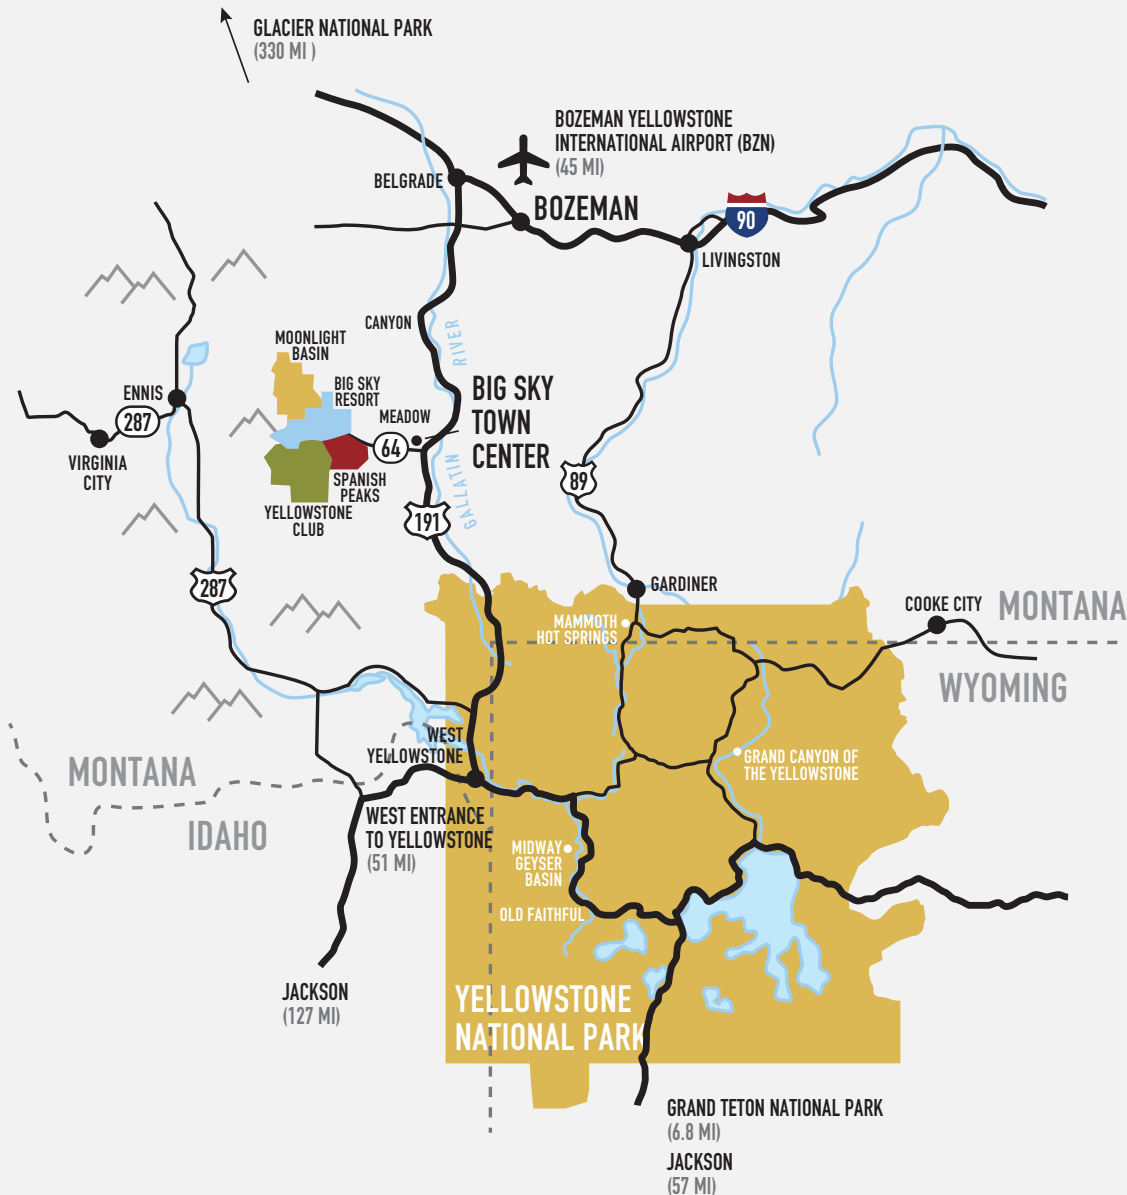 GLACIER NATIONAL PARK
(330 MI )
BOZEMAN YELLOWSTONE
INTERNATIONAL AIRPORT (BZN)
(45 MI)
BELGRADE
BOZEMAN
90
LIVINGSTON
CANYON
RIVER
MOONLIGHT
BASIN
BIG SKY
RESORT
ENNIS
287
MEADOW
64
BIG SKY
TOWN
CENTER
VIRGINIA
CITY
SPANISH
PEAKS
YELLOWSTONE
CLUB
GALLATIN
89
191
287
GARDINER
COOKE CITY
MONTANA
MAMMOTH
HOT SPRINGS
WYOMING
WEST
YELLOWSTONE
GRAND CANYON OF
THE YELLOWSTONE
MONTANA
IDAHO
WEST ENTRANCE
TO YELLOWSTONE
(51 MI)
MIDWAY
GEYSER
BASIN
OLD FAITHFUL
JACKSON
(127 MI)
YELLOWSTONE
NATIONAL PARK
GRAND TETON NATIONAL PARK
(6.8 MI)
JACKSON
(57 MI)